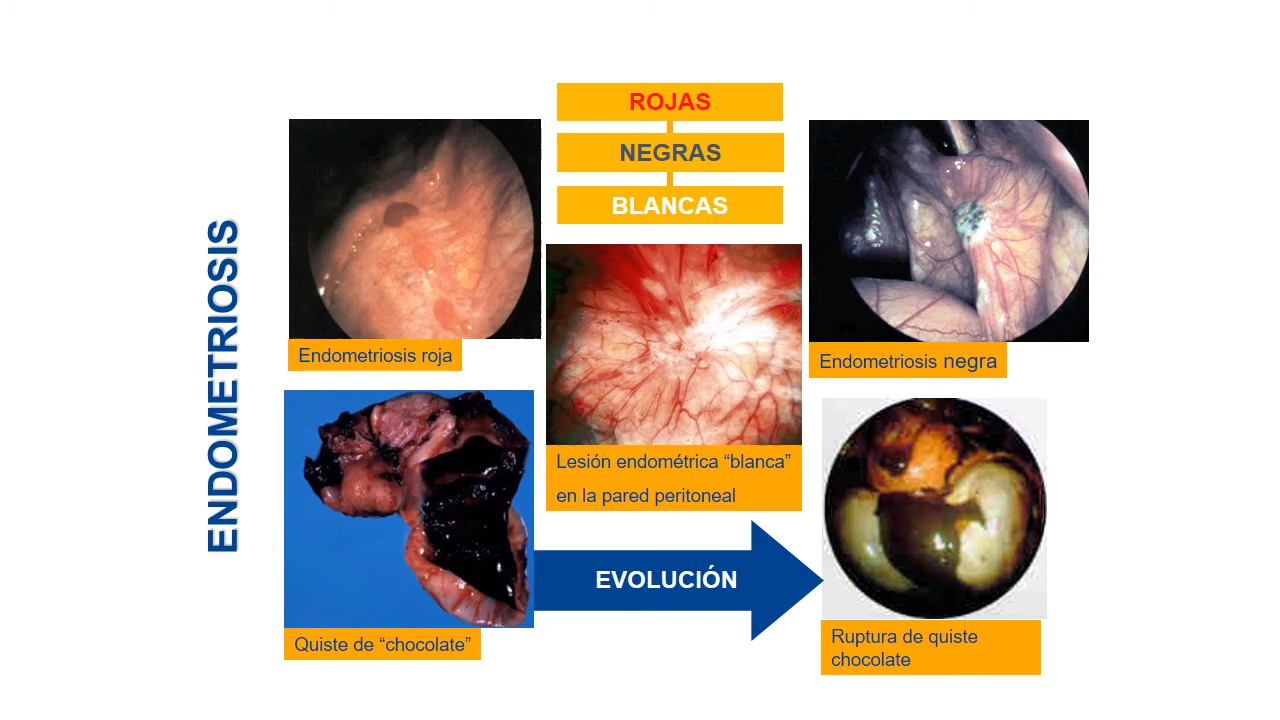 ENDOMETRIOSIS
ROJAS
NEGRAS
BLANCAS
Endometriosis roja
Lesión endométrica “blanca”
en la pared peritoneal
Endometriosis negra
Quiste de “chocolate”
EVOLUCIÓN
Ruptura de quiste
chocolate